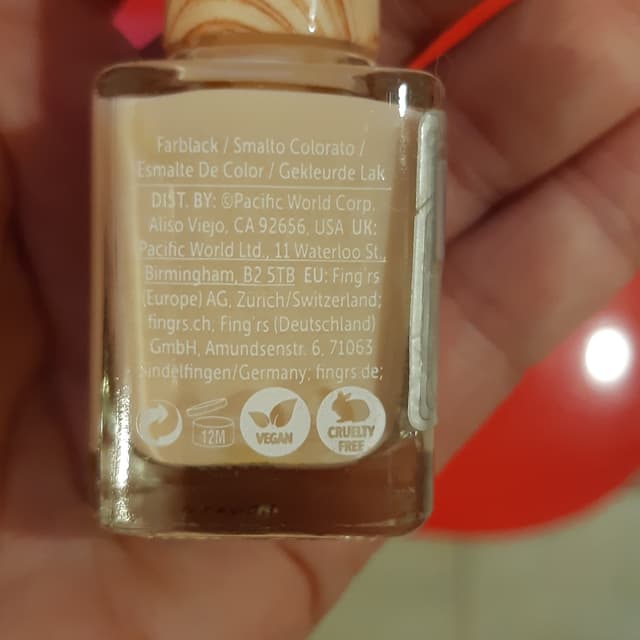 Farblack / Smalto Colorato /
Esmalte De Color / Gekleurde Lak
DIST. BY: ©Pacific World Corp.
Aliso Viejo, CA 92656, USA UK:
Pacific World Ltd., 11 Waterloo St.,
Birmingham, B2 5TB EU: Fing'rs
(Europe) AG, Zurich/Switzerland;
fingrs.ch, Fing'rs (Deutschland)
GmbH, Amundsenstr. 6, 71063
Sindelfingen/Germany; fingrs.de;
12M
VEGAN
CRUELTY
FREE